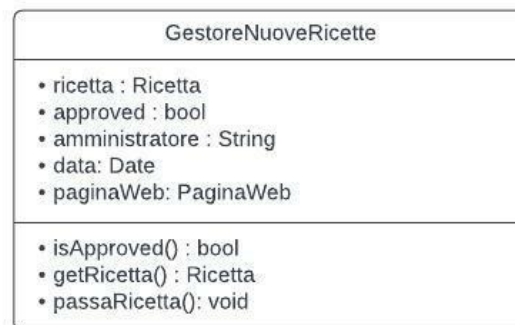 GestoreNuoveRicette
• ricetta : Ricetta
• approved : bool
• amministratore : String
• data: Date
• paginaWeb: PaginaWeb
• isApproved() : bool
• getRicetta() : Ricetta
• passaRicetta(): void